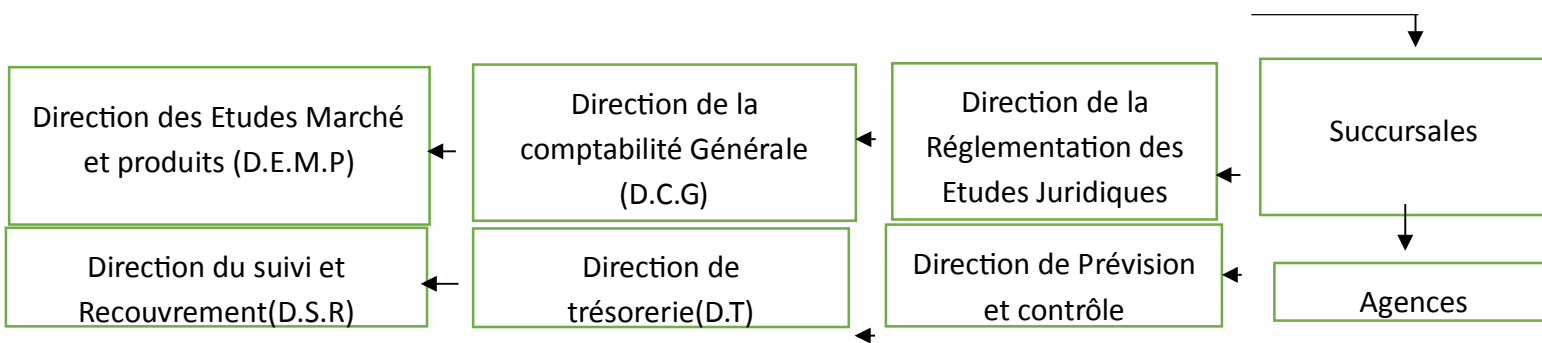 Direction des Etudes Marché
et produits (D.E.M.P)
Direction de la
comptabilité Générale
(D.C.G)
Direction de la
Réglementation des
Etudes Juridiques
Succursales
Direction du suivi et
Recouvrement(D.S.R)
Direction de
trésorerie(D.T)
Direction de Prévision
et contrôle
Agences